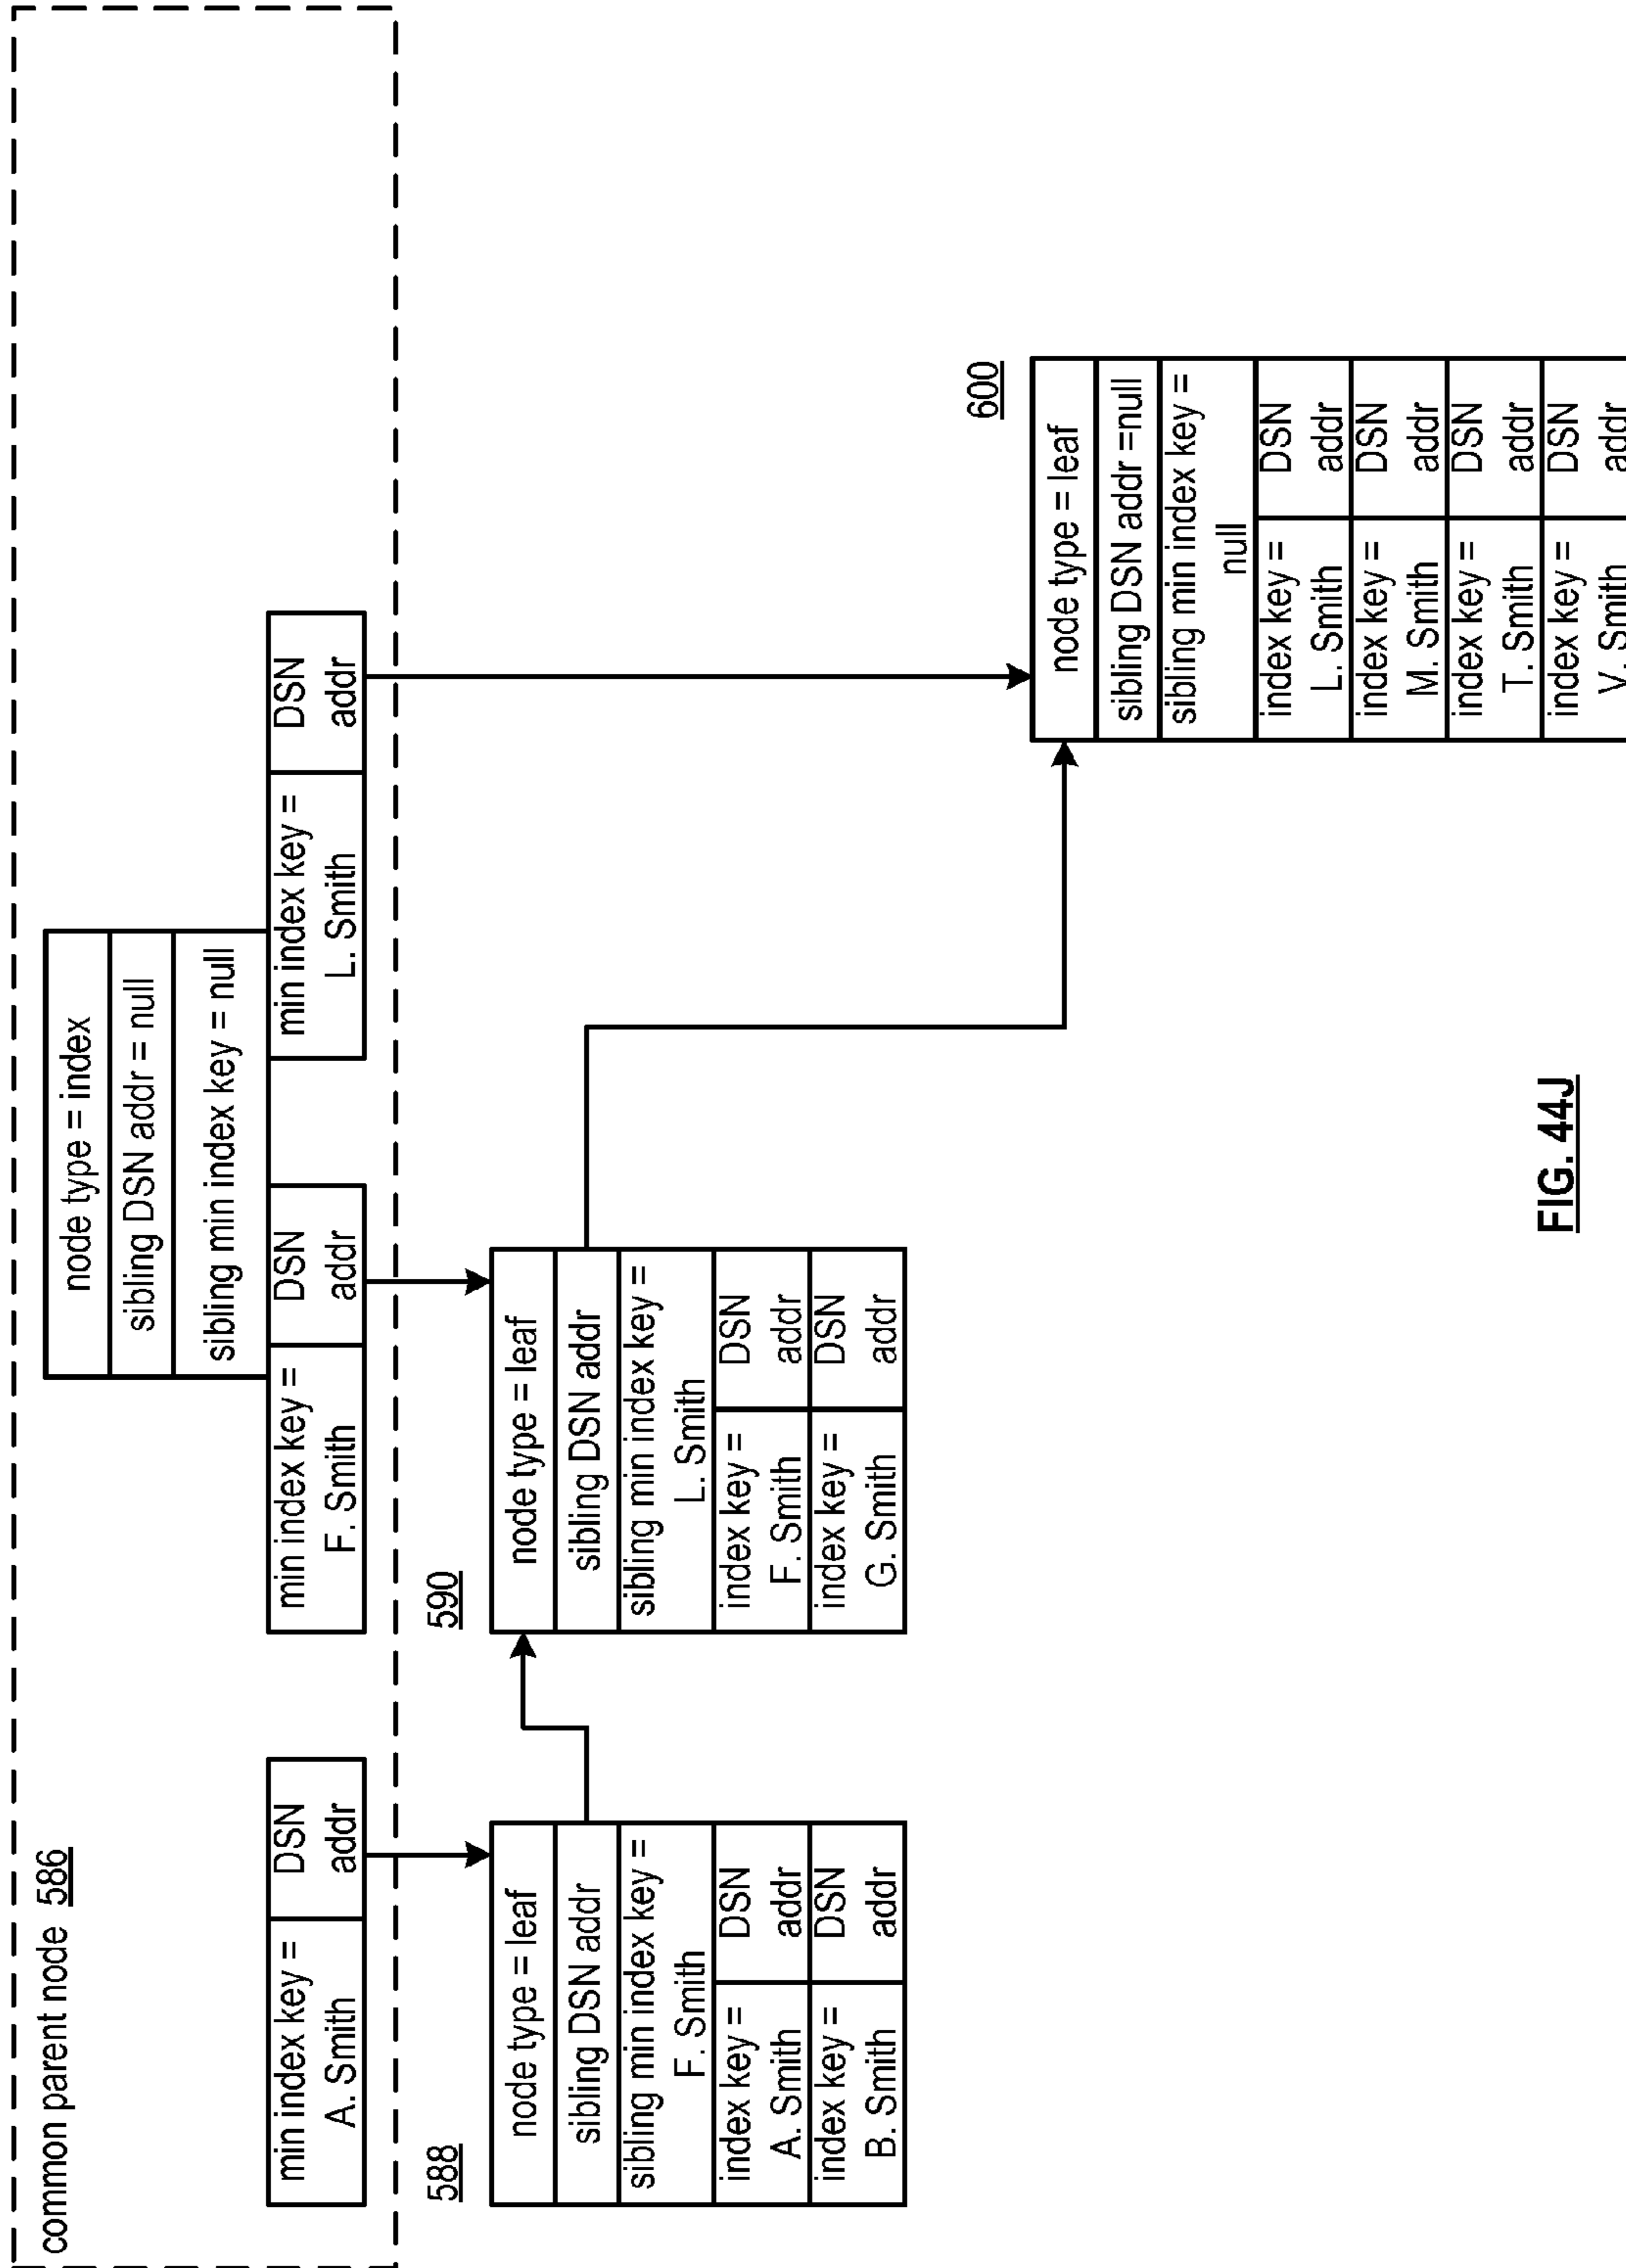 common parent node 586
node type = index
sibling DSN addr = null
sibling min index key = null
min index key =
A. Smith
DSN
addr
min index key =
F. Smith
DSN
addr
min index key =
L. Smith
DSN
addr
588
node type = leaf
sibling DSN addr
sibling min index key =
F. Smith
index key =
A. Smith
DSN
addr
index key =
B. Smith
DSN
addr
590
node type = leaf
sibling DSN addr
sibling min index key =
L. Smith
index key =
F. Smith
DSN
addr
index key =
G. Smith
DSN
addr
600
node type = leaf
sibling DSN addr =null
sibling min index key =
null
index key =
L. Smith
DSN
addr
index key =
M. Smith
DSN
addr
index key =
T. Smith
DSN
addr
index key =
V. Smith
DSN
addr
FIG. 44J